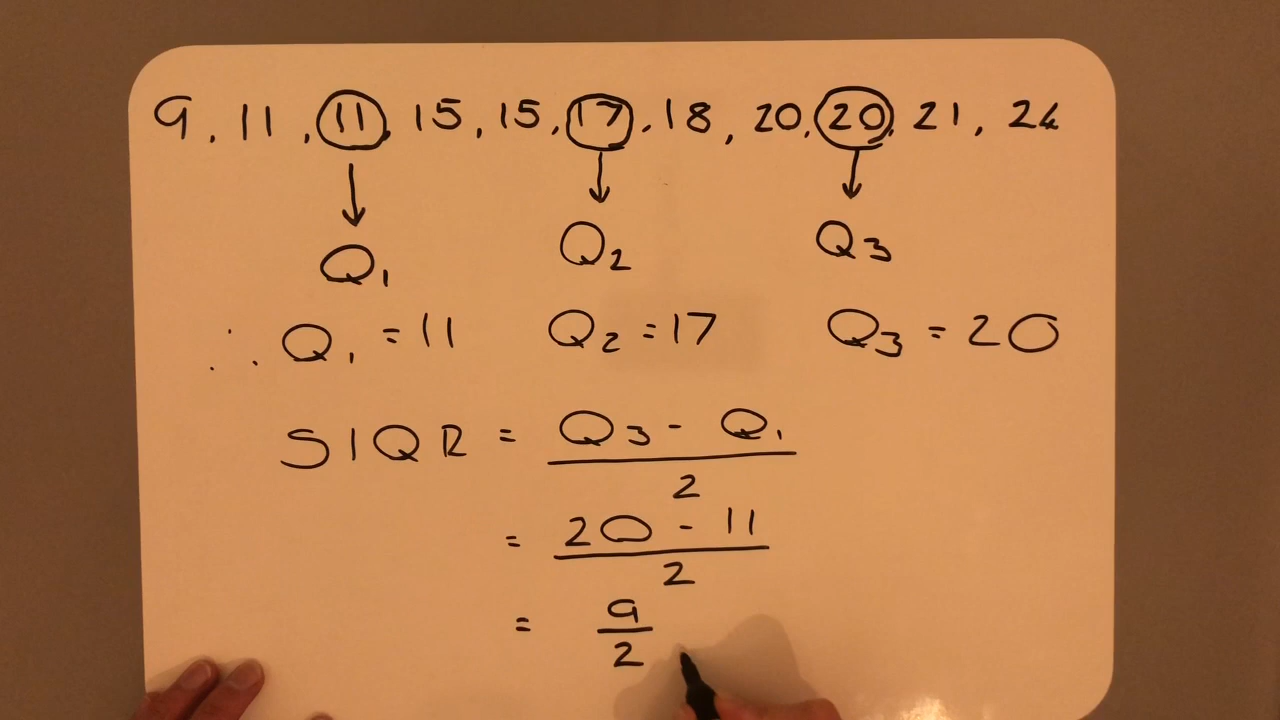 9, 11, 11, 15, 15, 17, 18, 20, 20, 21, 24
Q₁ Q₂ Q₃
∴ Q₁ = 11 Q₂ = 17 Q₃ = 20
SIQR = Q₃ - Q₁
2
= 20 - 11
2
= 9
2